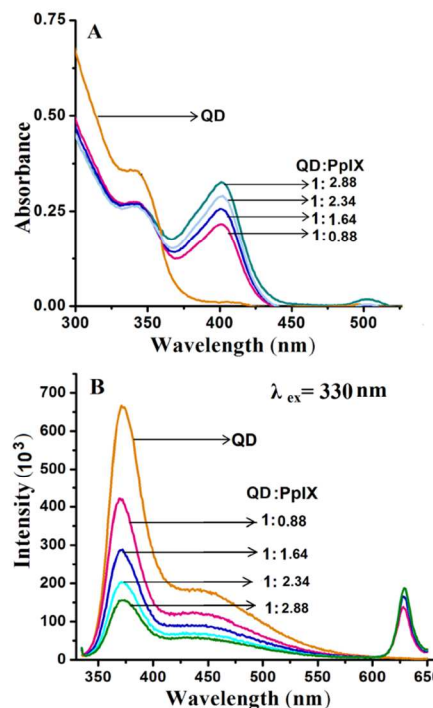 A
0.75
0.50
0.25
0.00
Absorbance
QD
QD:PpIX
1: 2.88
1: 2.34
1: 1.64
1: 0.88
300 350 400 450 500
Wavelength (nm)
B
λ ex= 330 nm
700
600
500
400
300
200
100
0
Intensity (10³)
QD
QD:PpIX
1: 0.88
1: 1.64
1: 2.34
1: 2.88
350 400 450 500 550 600 650
Wavelength (nm)